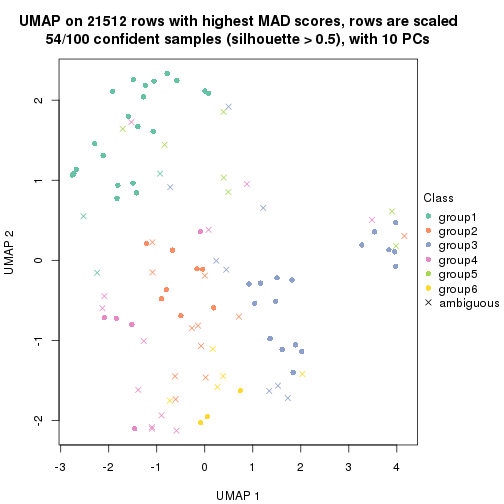 UMAP on 21512 rows with highest MAD scores, rows are scaled
54/100 confident samples (silhouette > 0.5), with 10 PCs
UMAP 2
2
1
0
-1
-2
-3
-2
-1
0
1
2
3
4
UMAP 1
Class
group1
group2
group3
group4
group5
group6
ambiguous